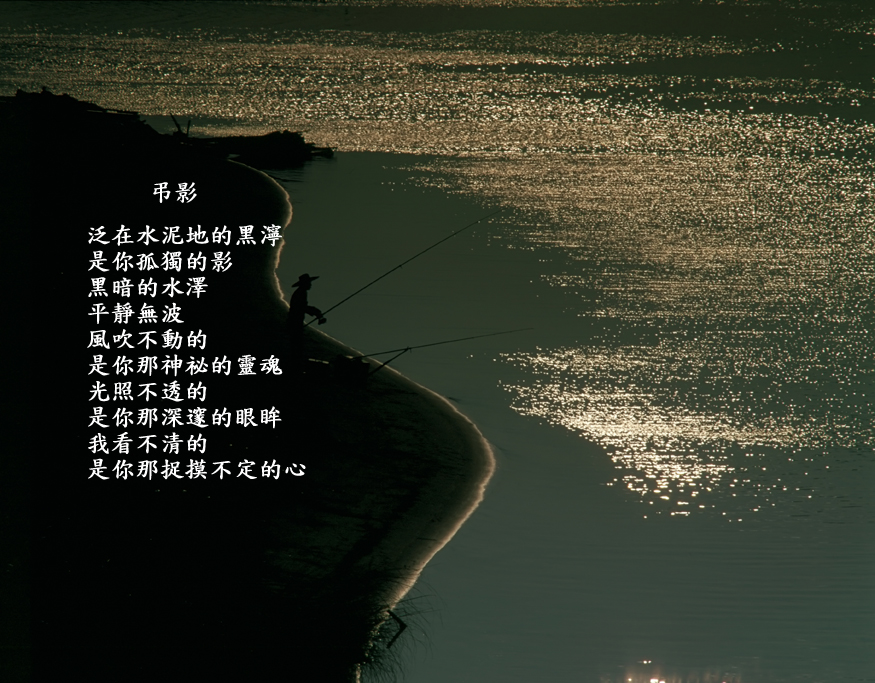 弔影
泛在水泥地的黑濘
是你孤獨的影
黑暗的水澤
平靜無波
風吹不動的
是你那神祕的靈魂
光照不透的
是你那深邃的眼眸
我看不清的
是你那捉摸不定的心